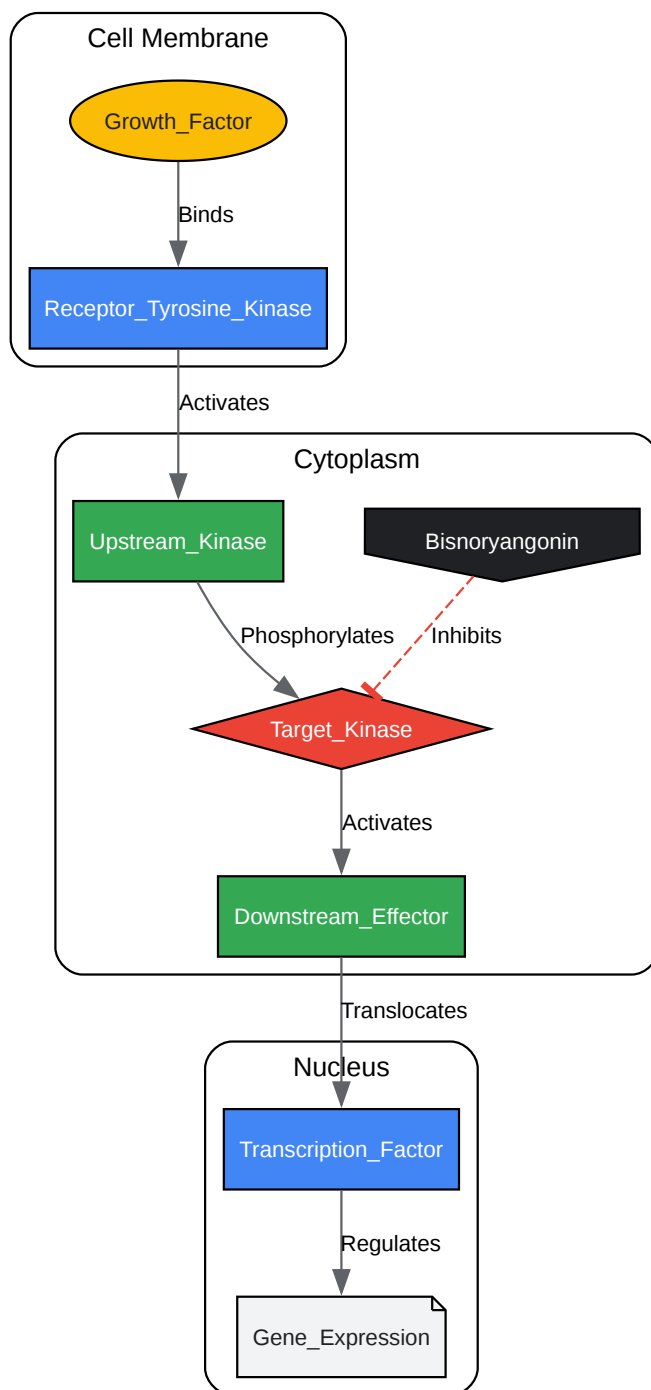 Cell Membrane
Growth_Factor
Binds
Receptor_Tyrosine_Kinase
Activates
Cytoplasm
Upstream_Kinase
Bisnoryangonin
Phosphorylates
Inhibits
Target_Kinase
Activates
Downstream_Effector
Translocates
Nucleus
Transcription_Factor
Regulates
Gene_Expression